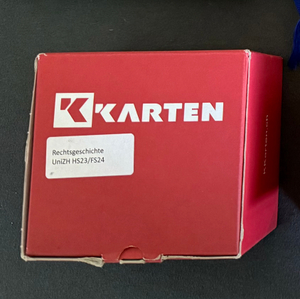 KARTEN
Rechtsgeschichte
UniZH HS23/FS24